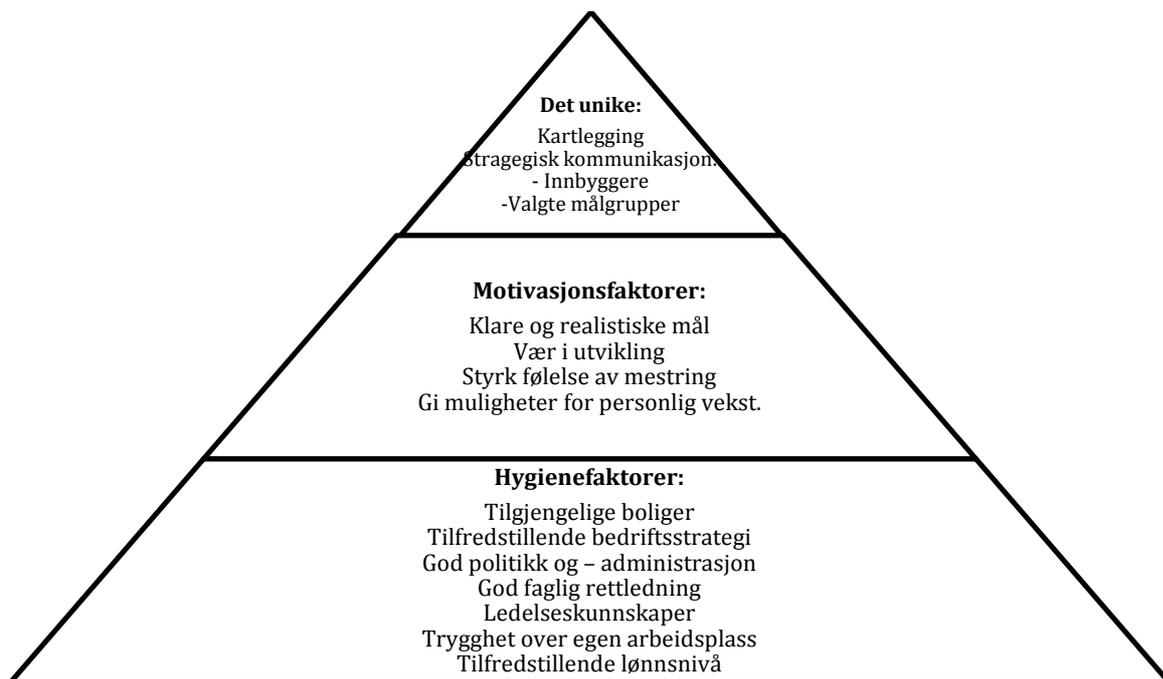 Det unike:
Kartlegging
Stragegisk kommunikasjon.
- Innbyggere
-Valgte målgrupper
Motivasjonsfaktorer:
Klare og realistiske mål
Vær i utvikling
Styrk følelse av mestring
Gi muligheter for personlig vekst.
Hygienefaktorer:
Tilgjengelige boliger
Tilfredstillende bedriftsstrategi
God politikk og – administrasjon
God faglig rettledning
Ledelseskunnskaper
Trygghet over egen arbeidsplass
Tilfredstillende lønnsnivå